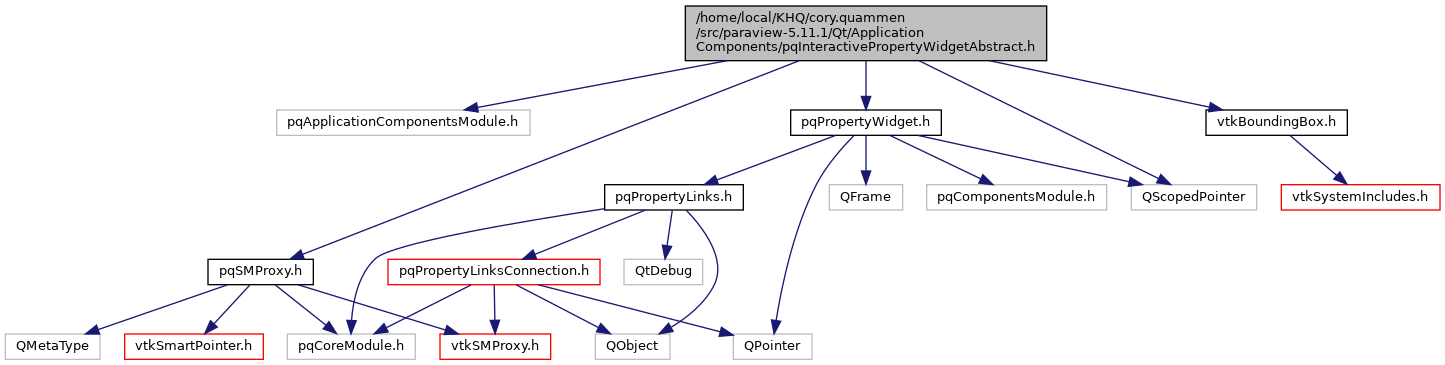 /home/local/KHQ/cory.quammen
/src/paraview-5.11.1/Qt/Application
Components/pqInteractivePropertyWidgetAbstract.h
pqApplicationComponentsModule.h
pqPropertyWidget.h
vtkBoundingBox.h
pqPropertyLinks.h
QFrame
pqComponentsModule.h
QScopedPointer
vtkSystemIncludes.h
pqSMProxy.h
pqPropertyLinksConnection.h
QtDebug
QMetaType
vtkSmartPointer.h
pqCoreModule.h
vtkSMProxy.h
QObject
QPointer